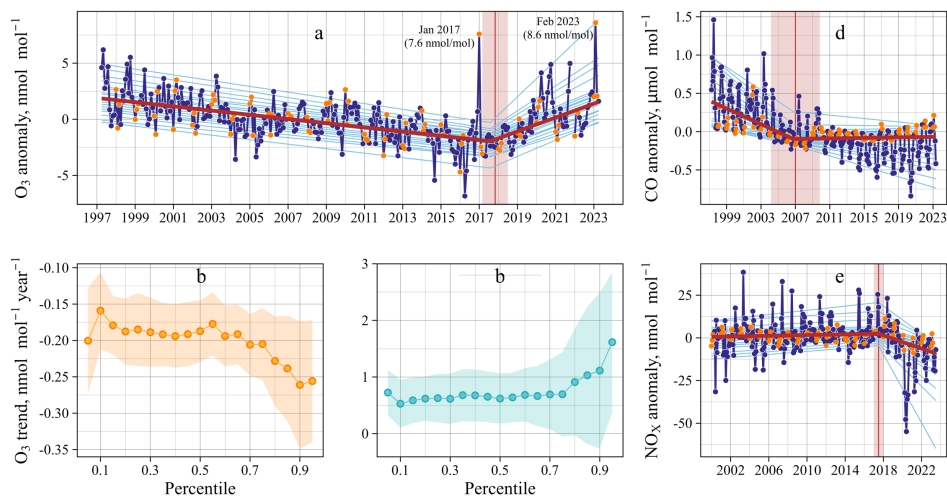 a
Jan 2017
(7.6 nmol/mol)
Feb 2023
(8.6 nmol/mol)
O₃ anomaly, nmol mol⁻¹
5
0
-5
1997 1999 2001 2003 2005 2007 2009 2011 2013 2015 2017 2019 2021 2023
d
CO anomaly, μmol mol⁻¹
1,5
1.0
0.5
0.0
-0.5
1999 2003 2007 2011 2015 2019 2023
b
O₃ trend, nmol mol⁻¹ year⁻¹
-0.10
-0.15
-0.20
-0.25
-0.30
-0.35
0.1 0.3 0.5 0.7 0.9
Percentile
b
3
2
1
0
0.1 0.3 0.5 0.7 0.9
Percentile
e
NOX anomaly, nmol mol⁻¹
25
0
-25
-50
2002 2006 2010 2014 2018 2022